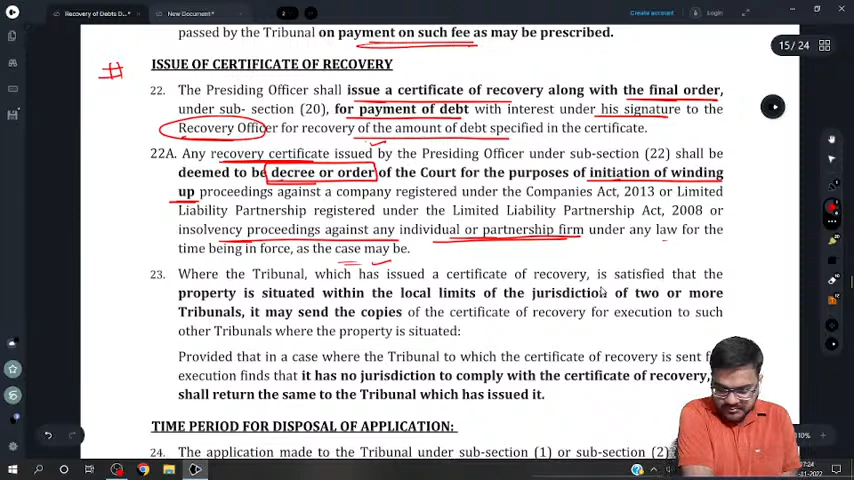 Recovery of Debts D...*
New Document*
Create account
Login
15 / 24
passed by the Tribunal on payment on such fee as may be prescribed.
ISSUE OF CERTIFICATE OF RECOVERY
22. The Presiding Officer shall issue a certificate of recovery along with the final order,
under sub- section (20), for payment of debt with interest under his signature to the
Recovery Officer for recovery of the amount of debt specified in the certificate.
22A. Any recovery certificate issued by the Presiding Officer under sub-section (22) shall be
deemed to be decree or order of the Court for the purposes of initiation of winding
up proceedings against a company registered under the Companies Act, 2013 or Limited
Liability Partnership registered under the Limited Liability Partnership Act, 2008 or
insolvency proceedings against any individual or partnership firm under any law for the
time being in force, as the case may be.
23. Where the Tribunal, which has issued a certificate of recovery, is satisfied that the
property is situated within the local limits of the jurisdiction of two or more
Tribunals, it may send the copies of the certificate of recovery for execution to such
other Tribunals where the property is situated:
Provided that in a case where the Tribunal to which the certificate of recovery is sent
execution finds that it has no jurisdiction to comply with the certificate of recovery,
shall return the same to the Tribunal which has issued it.
TIME PERIOD FOR DISPOSAL OF APPLICATION:
24. The application made to the Tribunal under sub-section (1) or sub-section (2)
07:24